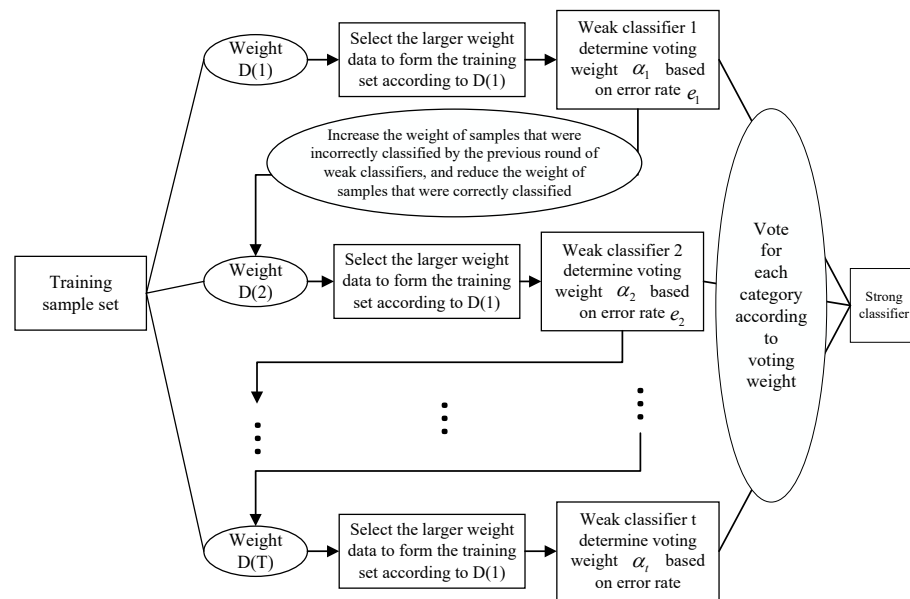 Weight
D(1)
Select the larger weight
data to form the training
set according to D(1)
Weak classifier 1
determine voting
weight α₁ based
on error rate e₁
Increase the weight of samples that were
incorrectly classified by the previous round of
weak classifiers, and reduce the weight of
samples that were correctly classified
Training
sample set
Weight
D(2)
Select the larger weight
data to form the training
set according to D(1)
Weak classifier 2
determine voting
weight α₂ based
on error rate e₂
Vote
for
each
category
according
to
voting
weight
Strong
classifier
Weight
D(T)
Select the larger weight
data to form the training
set according to D(1)
Weak classifier t
determine voting
weight αₜ based
on error rate